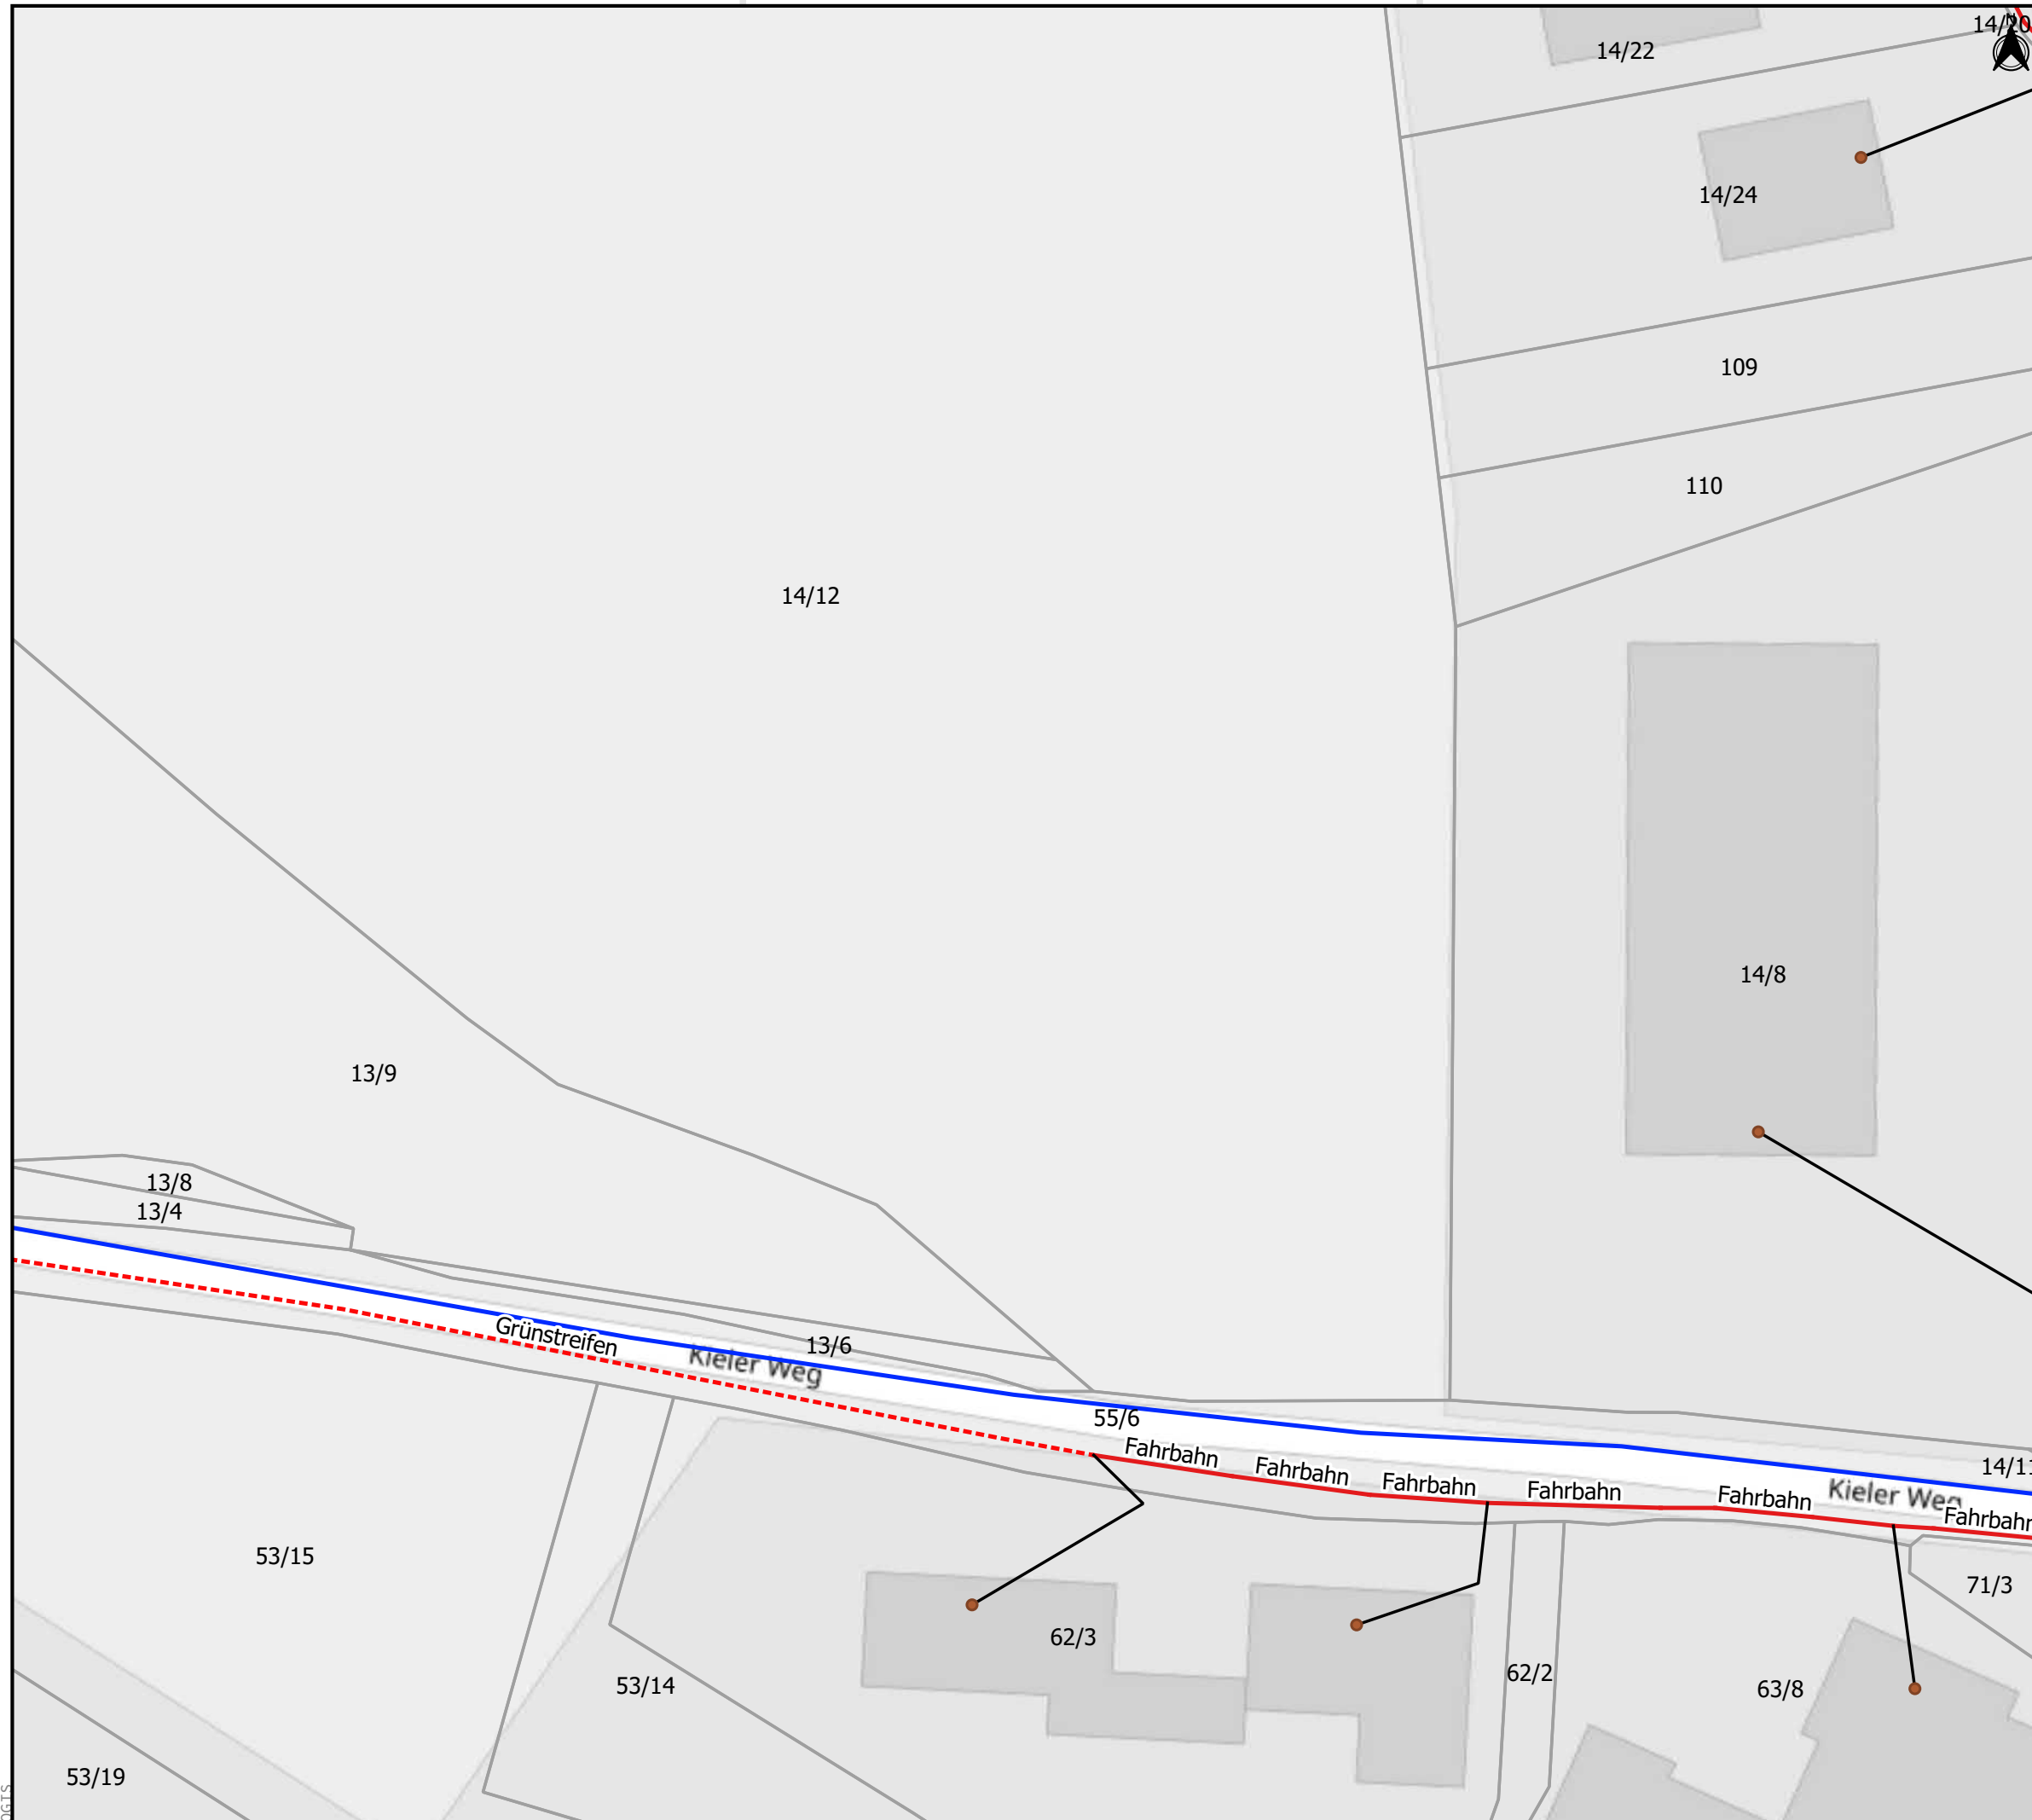 14/20
N
14/22
14/24
109
110
14/12
14/8
13/9
13/8
13/4
Grünstreifen
13/6
Kieler Weg
55/6
Fahrbahn
Fahrbahn
Fahrbahn
Fahrbahn
Fahrbahn
Kieler Weg
14/11
Fahrbahn
53/15
71/3
62/3
62/2
53/14
63/8
53/19
QGIS